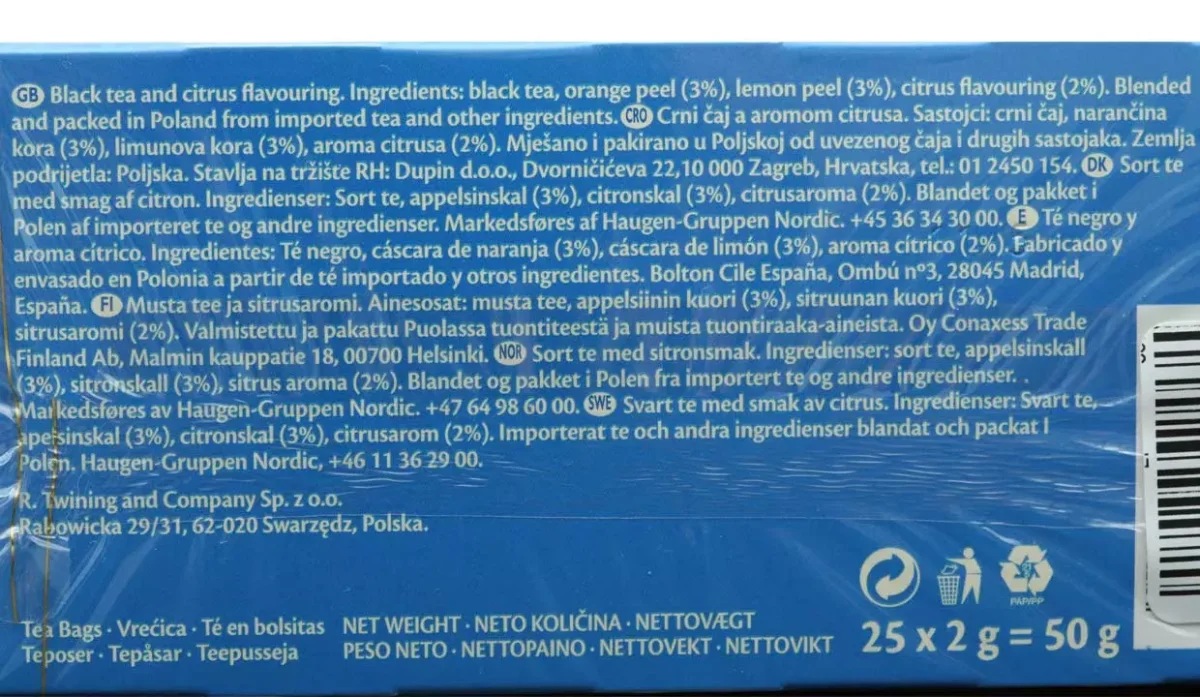 GB Black tea and citrus flavouring. Ingredients: black tea, orange peel (3%), lemon peel (3%), citrus flavouring (2%). Blended
and packed in Poland from imported tea and other ingredients. CRO Crni čaj a aromom citrusa. Sastojci: crni čaj, narančina
kora (3%), limunova kora (3%), aroma citrusa (2%). Mješano i pakirano u Poljskoj od uvezenog čaja i drugih sastojaka. Zemlja
podrijetla: Poljska. Stavlja na tržište RH: Dupin d.o.o., Dvorničićeva 22,10 000 Zagreb, Hrvatska, tel.: 01 2450 154. DK Sort te
med smag af citron. Ingredienser: Sort te, appelsinskal (3%), citronskal (3%), citrusaroma (2%). Blandet og pakket i
Polen af importeret te og andre ingredienser. Markedsføres af Haugen-Gruppen Nordic. +45 36 34 30 00. E Té negro y
aroma cítrico. Ingredientes: Té negro, cáscara de naranja (3%), cáscara de limón (3%), aroma cítrico (2%). Fabricado y
envasado en Polonia a partir de té importado y otros ingredientes. Bolton Cile España, Ombú nº3, 28045 Madrid,
España. FI Musta tee ja sitrusaromi. Ainesosat: musta tee, appelsiinin kuori (3%), sitruunan kuori (3%),
sitrusaromi (2%). Valmistettu ja pakattu Puolassa tuontiteestä ja muista tuontiraaka-aineista. Oy Conaxess Trade
Finland Ab, Malmin kauppatie 18, 00700 Helsinki. NOR Sort te med sitronsmak. Ingredienser: sort te, appelsinskall
(3%), sitronskall (3%), sitrus aroma (2%). Blandet og pakket i Polen fra importert te og andre ingredienser. .
Markedsføres av Haugen-Gruppen Nordic. +47 64 98 60 00. SWE Svart te med smak av citrus. Ingredienser: Svart te,
apelsinskal (3%), citronskal (3%), citrusarom (2%). Importerat te och andra ingredienser blandat och packat I
Polen. Haugen-Gruppen Nordic, +46 11 36 29 00.
R. Twining and Company Sp. z o.o.
Rabowicka 29/31, 62-020 Swarzędz, Polska.
PAP/PP
Tea Bags · Vrećica · Té en bolsitas
Teposer · Tepåsar · Teepusseja
NET WEIGHT · NETO KOLIČINA · NETTOVÆGT
PESO NETO · NETTOPAINO · NETTOVEKT · NETTOVIKT
25 x 2 g = 50 g